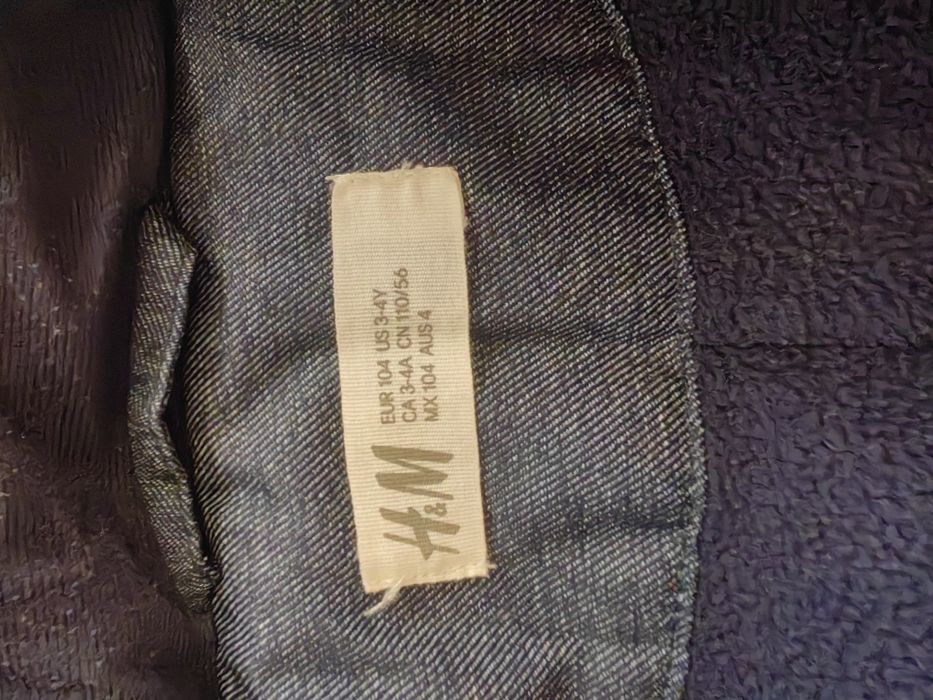 H&M
EUR 104 US 3-4Y
CA 3-4A CN 110/56
MX 104 AUS 4